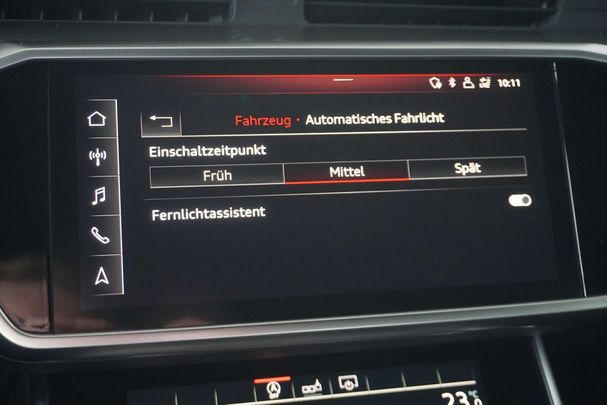 10:11
Fahrzeug • Automatisches Fahrlicht
Einschaltzeitpunkt
Früh Mittel Spät
Fernlichtassistent